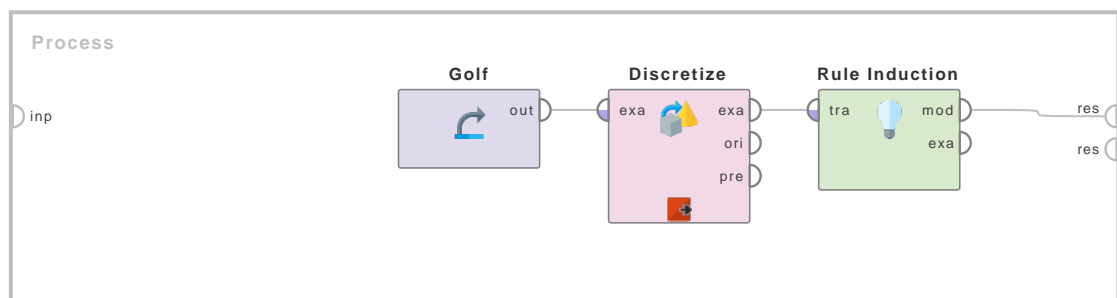 Process
Golf Discretize Rule Induction
inp out exa exa tra mod res
ori exa res
pre